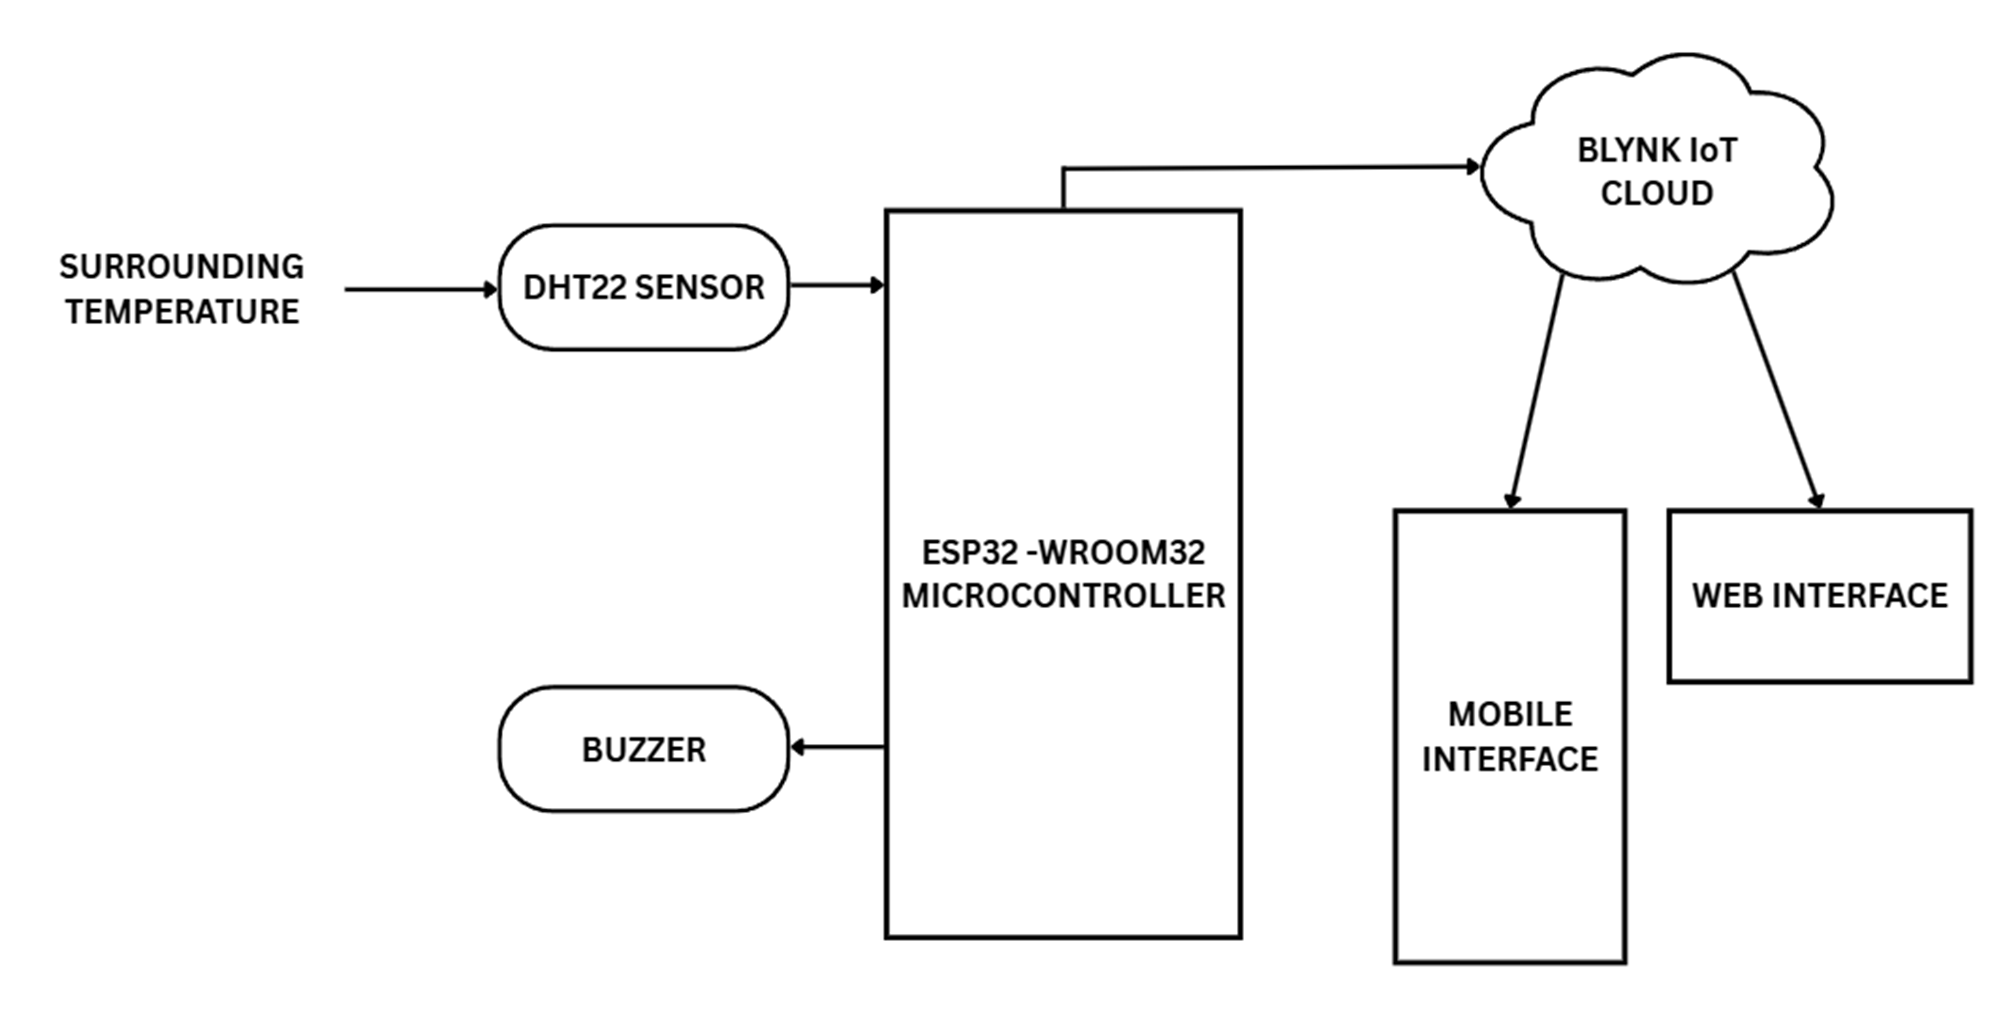 BLYNK IoT
CLOUD
SURROUNDING
TEMPERATURE
DHT22 SENSOR
ESP32 -WROOM32
MICROCONTROLLER
WEB INTERFACE
MOBILE
INTERFACE
BUZZER